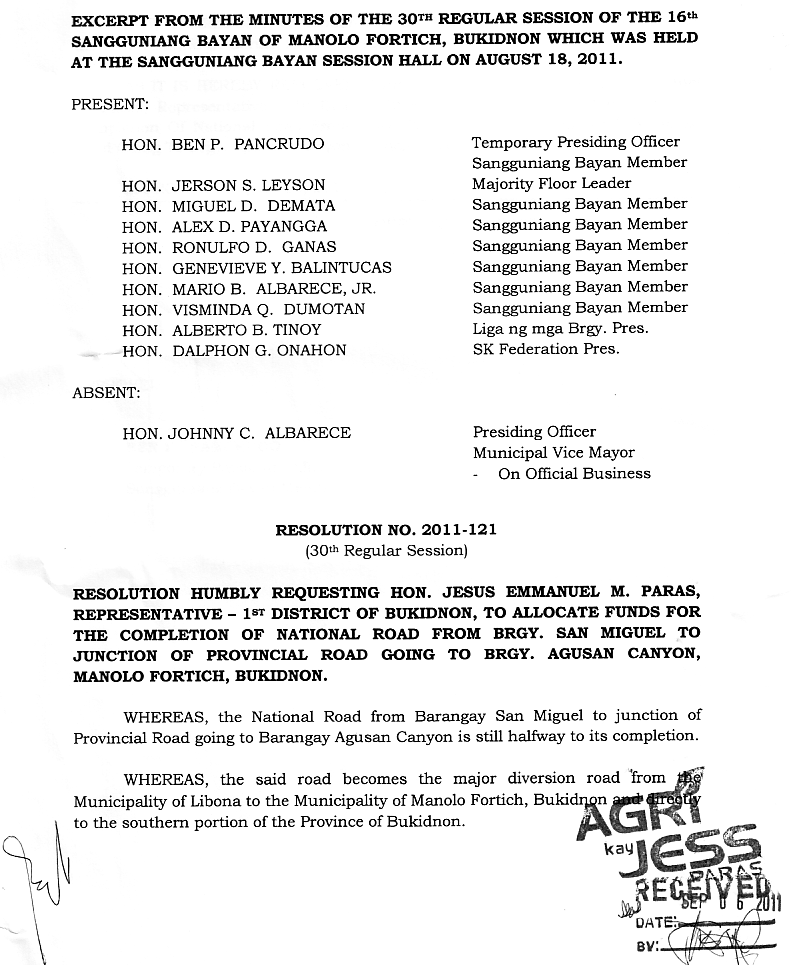 EXCERPT FROM THE MINUTES OF THE 30TH REGULAR SESSION OF THE 16th
SANGGUNIANG BAYAN OF MANOLO FORTICH, BUKIDNON WHICH WAS HELD
AT THE SANGGUNIANG BAYAN SESSION HALL ON AUGUST 18, 2011.
PRESENT:
HON. BEN P. PANCRUDO Temporary Presiding Officer
Sangguniang Bayan Member
HON. JERSON S. LEYSON Majority Floor Leader
HON. MIGUEL D. DEMATA Sangguniang Bayan Member
HON. ALEX D. PAYANGGA Sangguniang Bayan Member
HON. RONULFO D. GANAS Sangguniang Bayan Member
HON. GENEVIEVE Y. BALINTUCAS Sangguniang Bayan Member
HON. MARIO B. ALBARECE, JR. Sangguniang Bayan Member
HON. VISMINDA Q. DUMOTAN Sangguniang Bayan Member
HON. ALBERTO B. TINOY Liga ng mga Brgy. Pres.
HON. DALPHON G. ONAHON SK Federation Pres.
ABSENT:
HON. JOHNNY C. ALBARECE Presiding Officer
Municipal Vice Mayor
- On Official Business
RESOLUTION NO. 2011-121
(30th Regular Session)
RESOLUTION HUMBLY REQUESTING HON. JESUS EMMANUEL M. PARAS,
REPRESENTATIVE – 1ST DISTRICT OF BUKIDNON, TO ALLOCATE FUNDS FOR
THE COMPLETION OF NATIONAL ROAD FROM BRGY. SAN MIGUEL TO
JUNCTION OF PROVINCIAL ROAD GOING TO BRGY. AGUSAN CANYON,
MANOLO FORTICH, BUKIDNON.
WHEREAS, the National Road from Barangay San Miguel to junction of
Provincial Road going to Barangay Agusan Canyon is still halfway to its completion.
WHEREAS, the said road becomes the major diversion road from the
Municipality of Libona to the Municipality of Manolo Fortich, Bukidnon and directly
to the southern portion of the Province of Bukidnon.
AGRI
kay JESS
PARAS
RECEIVED
SEP 06 2011
DATE:
BY: